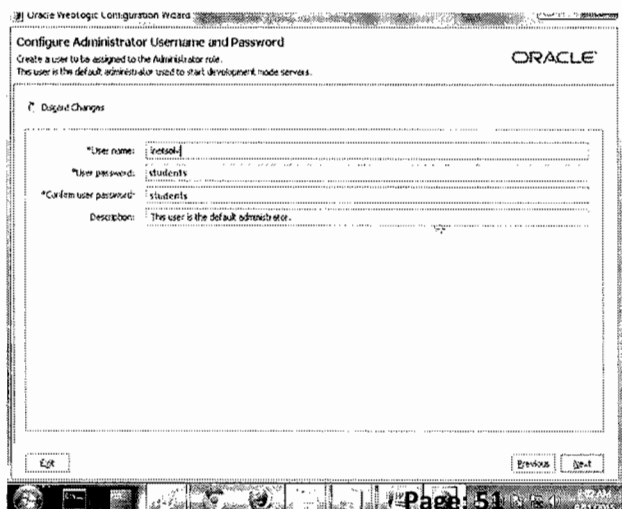 Oracle WebLogic Configuration Wizard
Configure Administrator Username and Password
Create a user to be assigned to the Administrator role.
This user is the default administrator used to start development mode servers.
ORACLE
Discard Changes
*User name:
*User password: students
*Confirm user password: students
Description: This user is the default administrator.
Exit
Previous Next
Page: 51